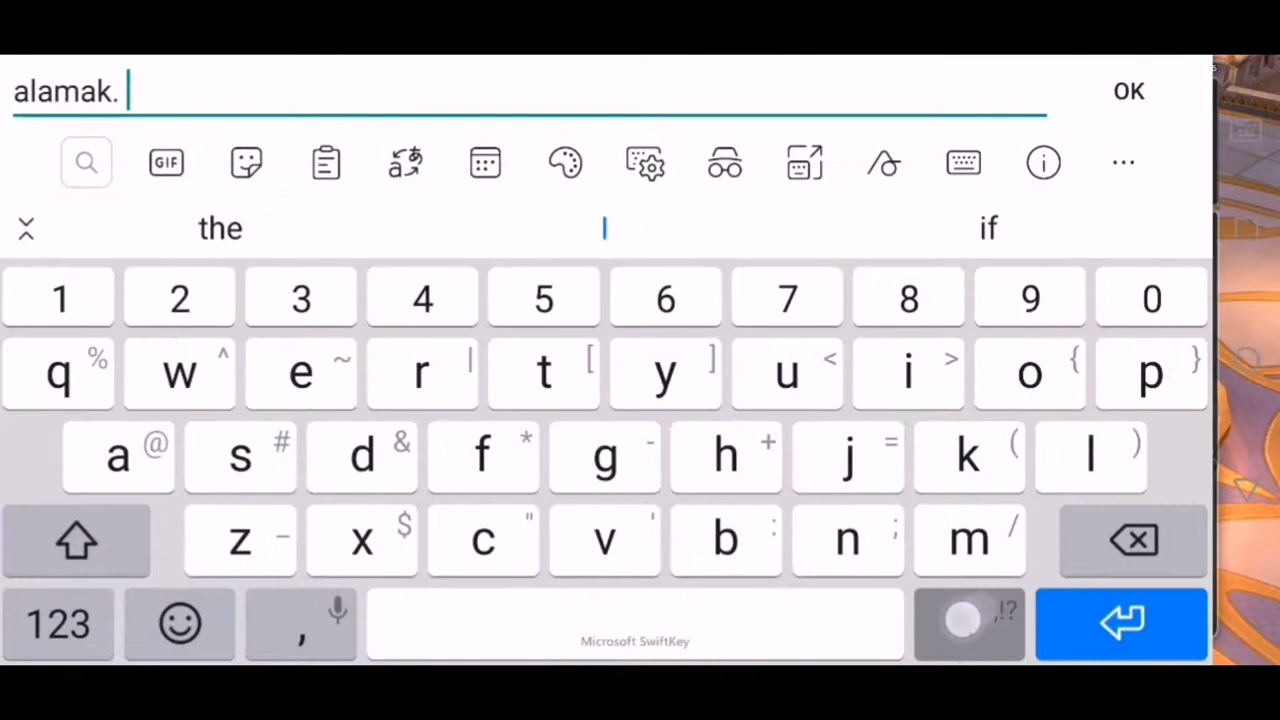 alamak.
OK
GIF
the I if
1 2 3 4 5 6 7 8 9 0
q % w ^ e ~ r | t [ y ] u < i > o { p }
a @ s # d & f * g - h + j = k ( l )
z _ x $ c " v ' b : n ; m /
123 , Microsoft SwiftKey ,!?